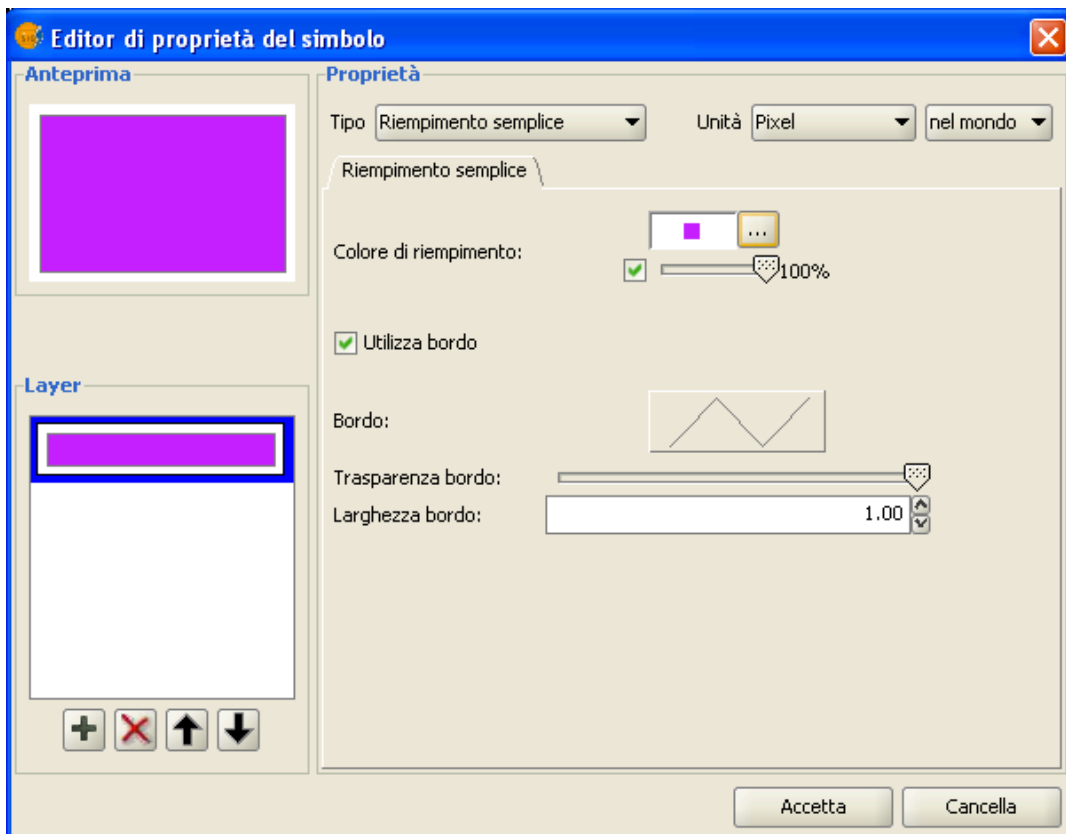 Editor di proprietà del simbolo
Anteprima
Proprietà
Tipo Riempimento semplice Unità Pixel nel mondo
Riempimento semplice
Colore di riempimento: ...
100%
Utilizza bordo
Layer
Bordo:
Trasparenza bordo:
Larghezza bordo: 1.00
Accetta Cancella